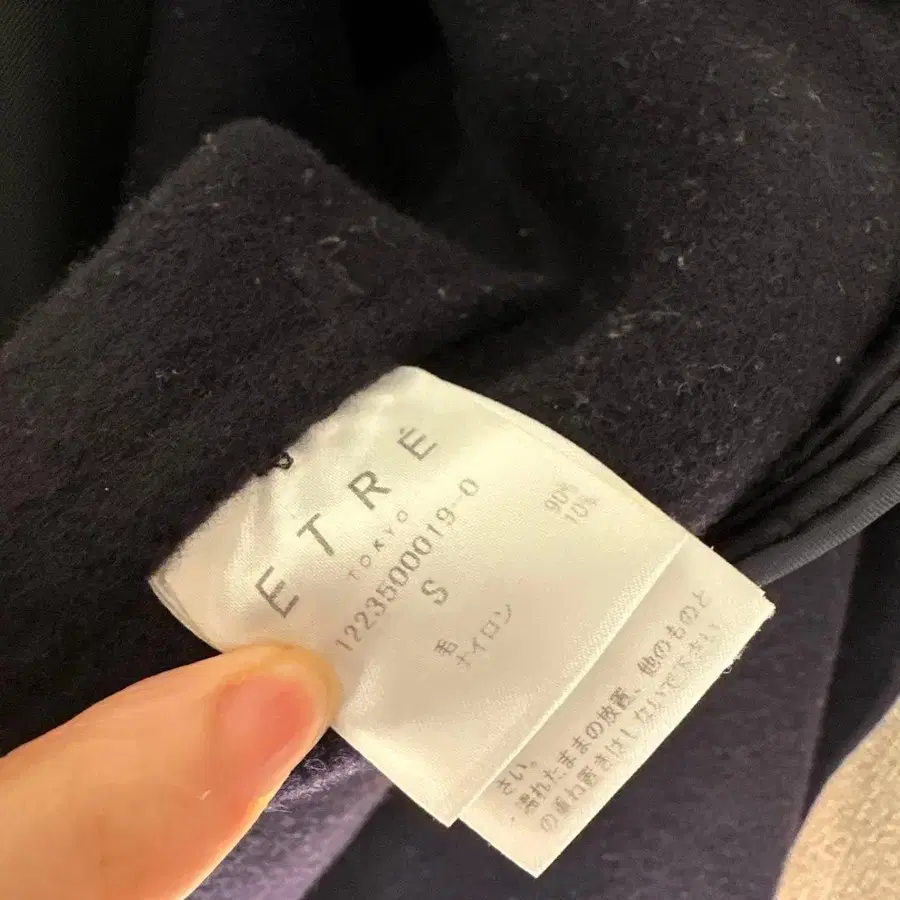 ETRÉ
TOKYO
1223500019-0
S
毛 90%
ナイロン 10%
さい。
・濡れたままの放置、他のものと
の重ね置きはしないで下さい。